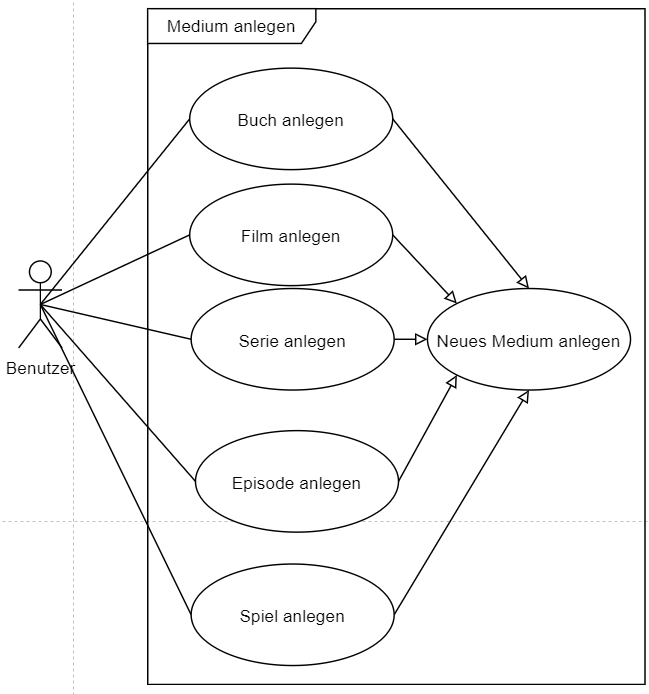 Medium anlegen
Buch anlegen
Film anlegen
Serie anlegen
Neues Medium anlegen
Benutzer
Episode anlegen
Spiel anlegen